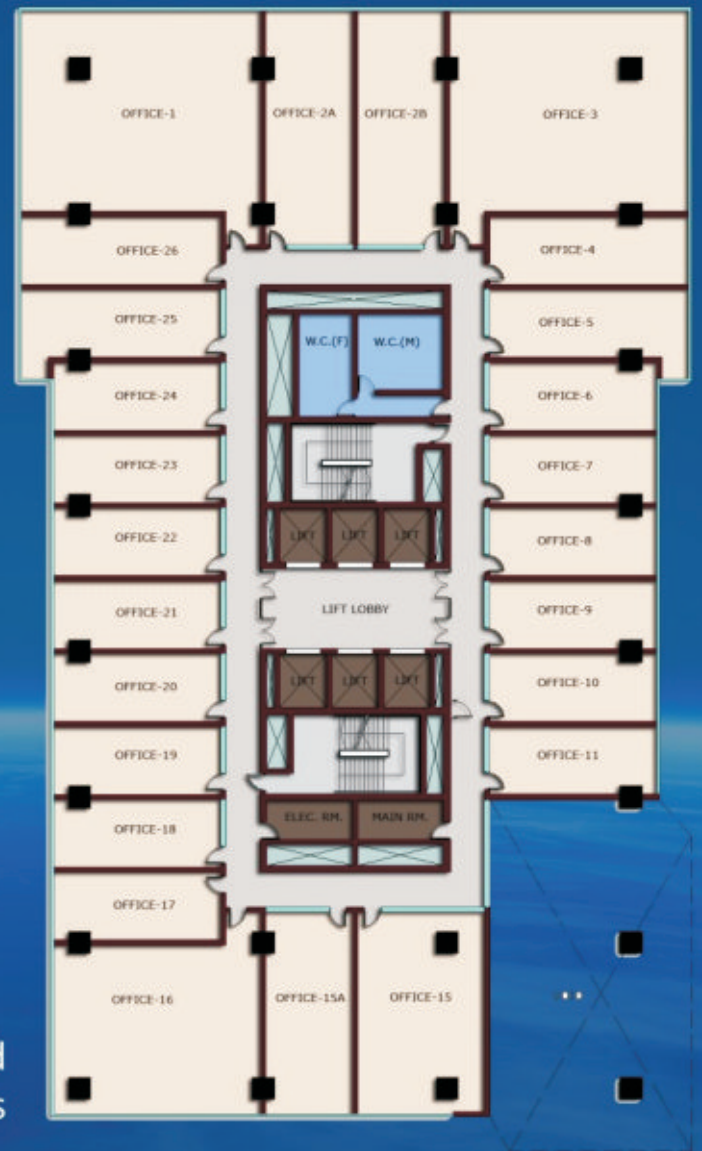 OFFICE-1
OFFICE-2A
OFFICE-2B
OFFICE-3
OFFICE-26
OFFICE-4
OFFICE-25
OFFICE-5
W.C.(F)
W.C.(M)
OFFICE-24
OFFICE-6
OFFICE-23
OFFICE-7
OFFICE-22
LIFT
LIFT
LIFT
OFFICE-8
OFFICE-21
LIFT LOBBY
OFFICE-9
OFFICE-20
LIFT
LIFT
LIFT
OFFICE-10
OFFICE-19
OFFICE-11
OFFICE-18
ELEC. RM.
MAIN RM.
OFFICE-17
OFFICE-16
OFFICE-15A
OFFICE-15